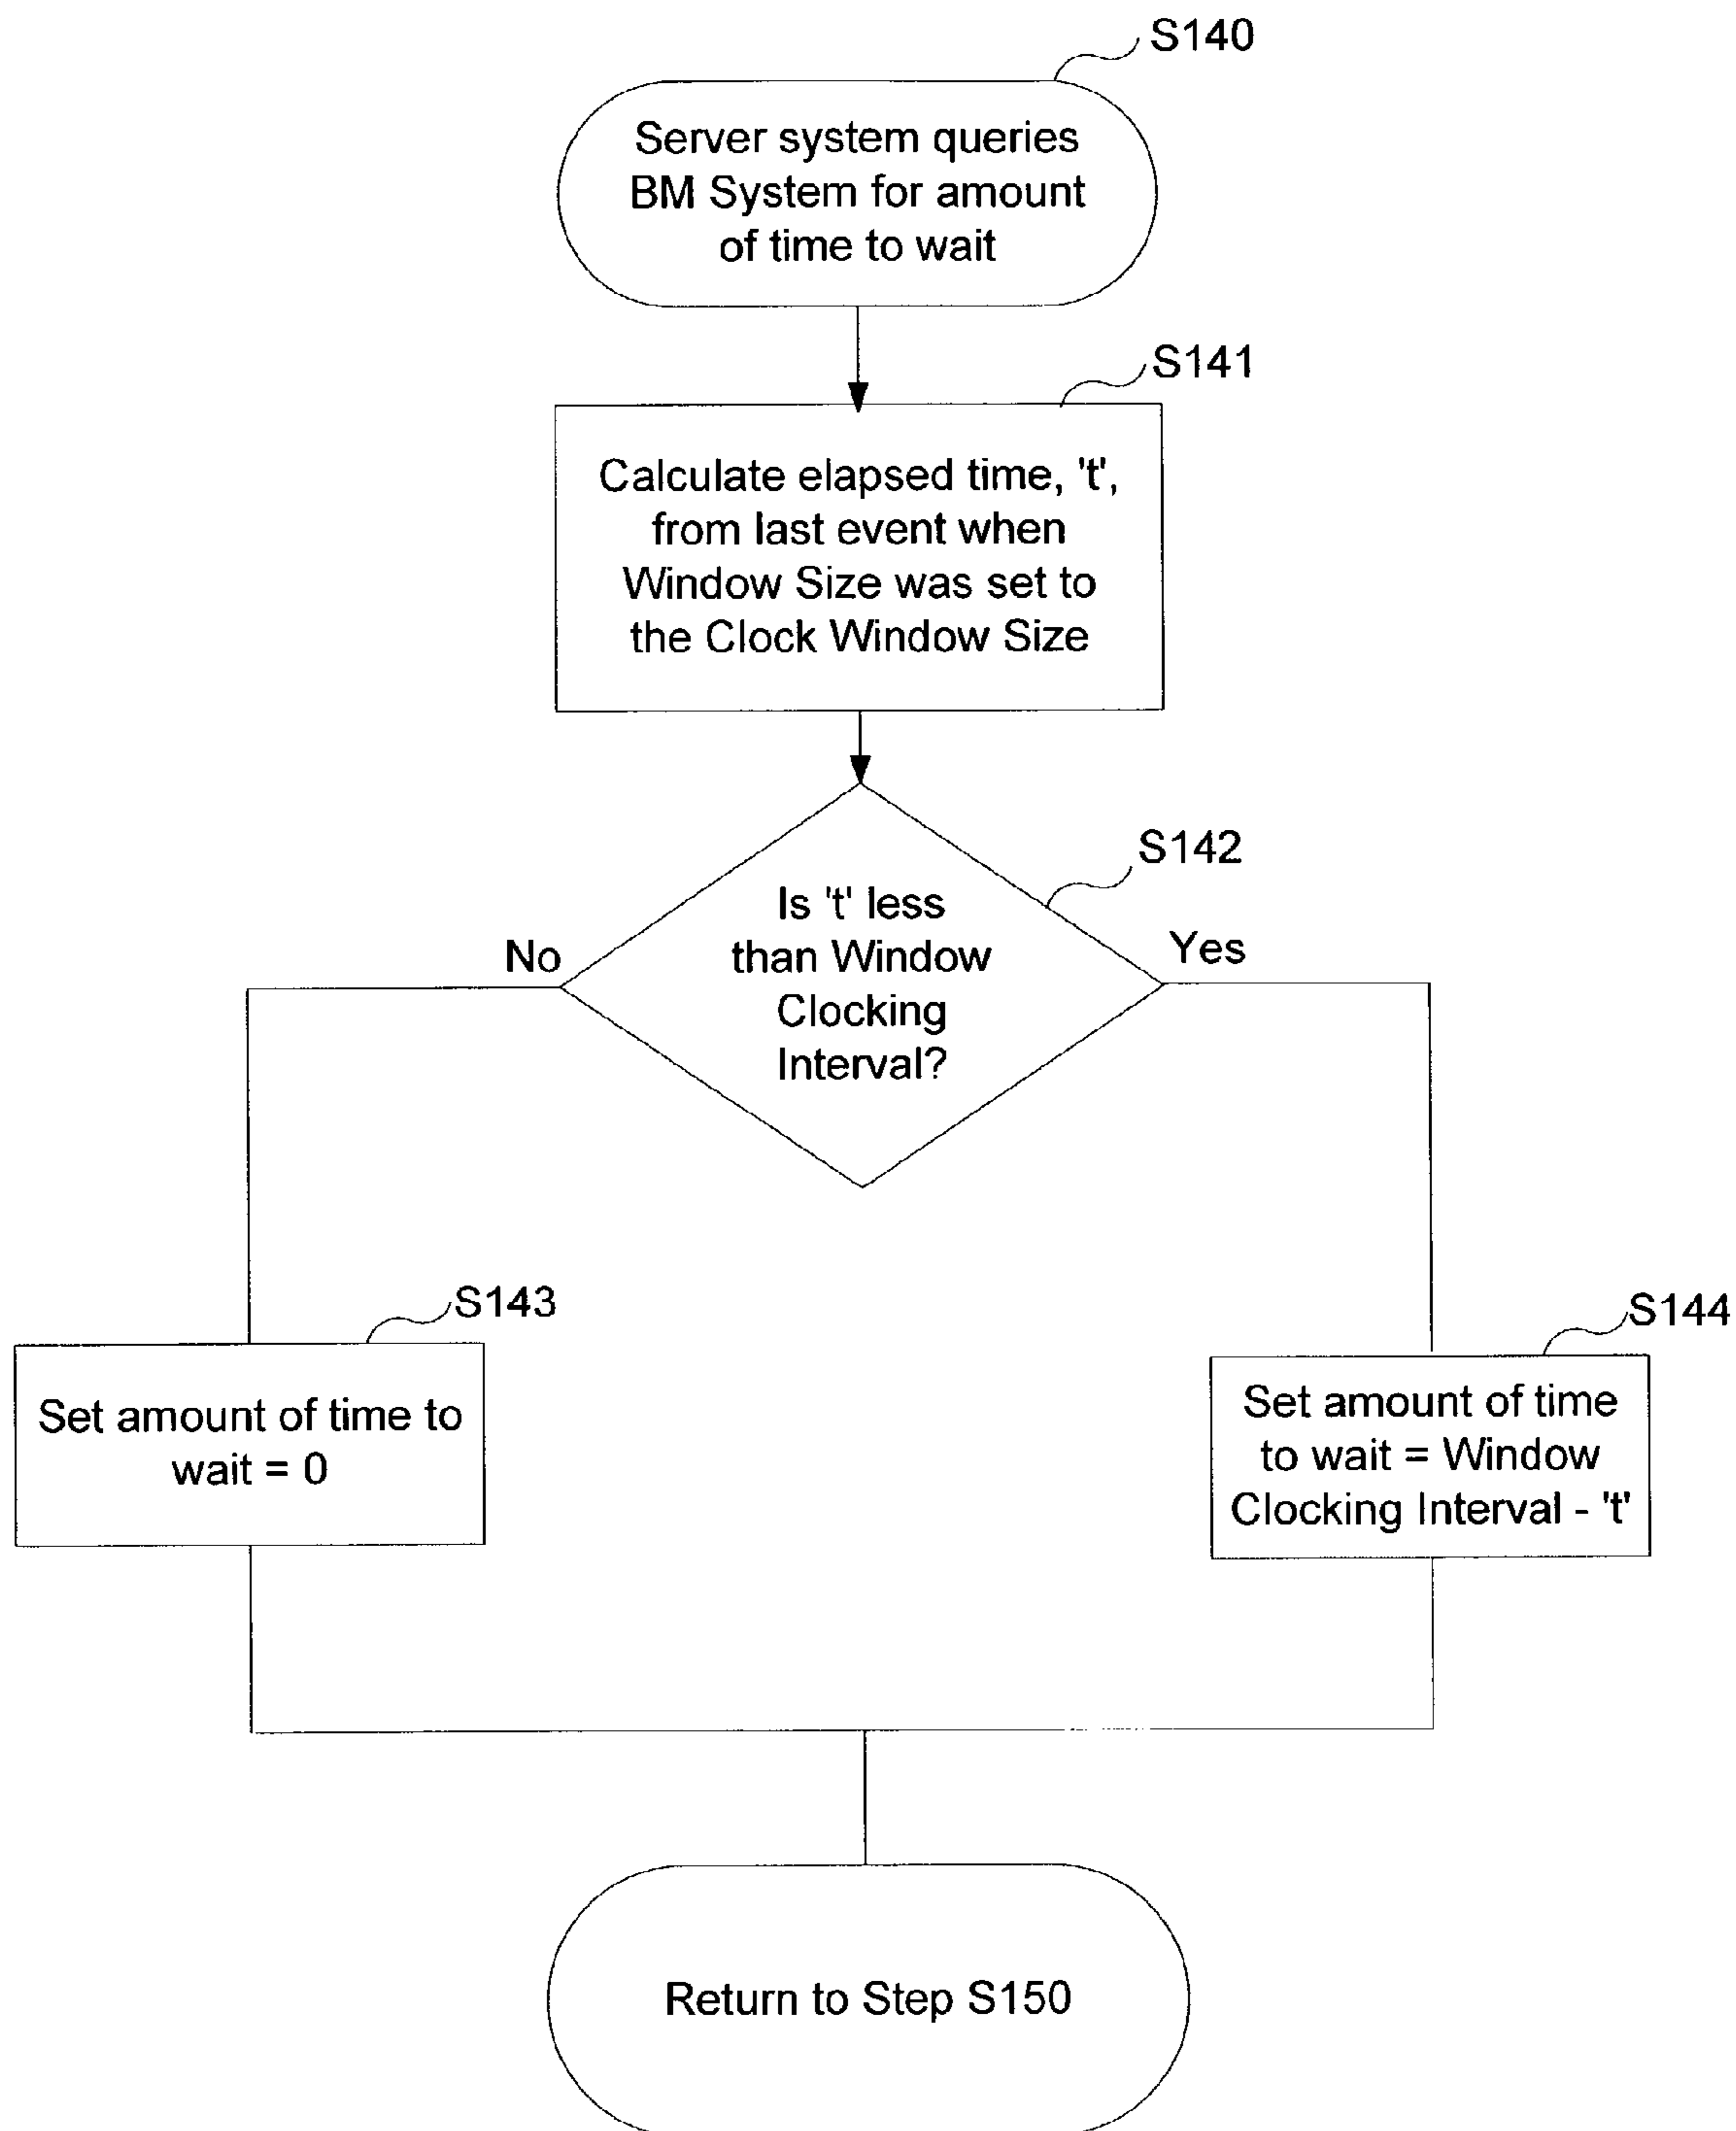 S140
Server system queries
BM System for amount
of time to wait
S141
Calculate elapsed time, 't',
from last event when
Window Size was set to
the Clock Window Size
S142
Is 't' less
than Window
Clocking
Interval?
No
Yes
S143
Set amount of time to
wait = 0
S144
Set amount of time
to wait = Window
Clocking Interval - 't'
Return to Step S150